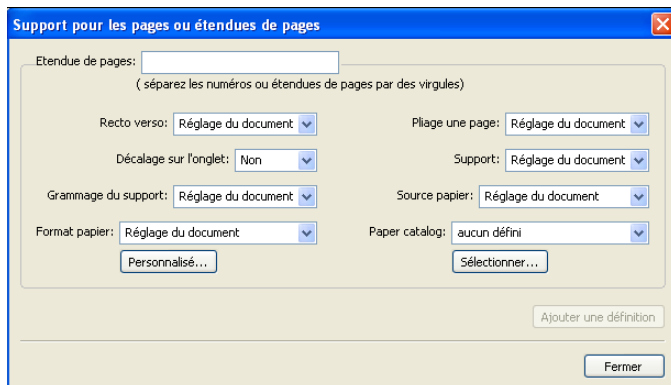 Support pour les pages ou étendues de pages
Etendue de pages:
( séparez les numéros ou étendues de pages par des virgules)
Recto verso: Réglage du document Pliage une page: Réglage du document
Décalage sur l'onglet: Non Support: Réglage du document
Grammage du support: Réglage du document Source papier: Réglage du document
Format papier: Réglage du document Paper catalog: aucun défini
Personnalisé... Sélectionner...
Ajouter une définition
Fermer